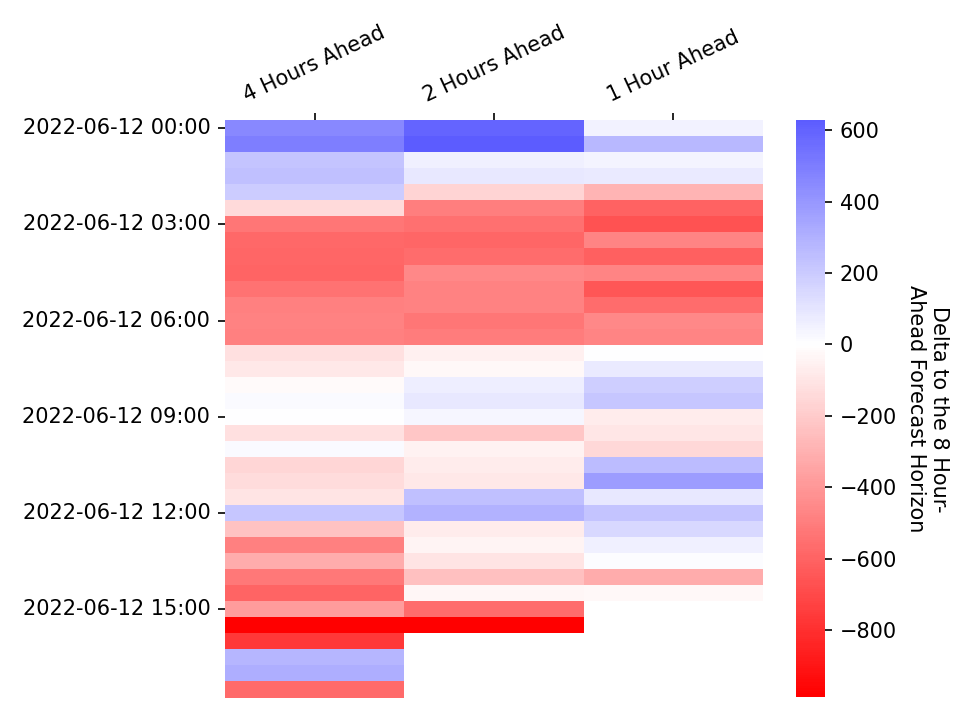 4 Hours Ahead
2 Hours Ahead
1 Hour Ahead
2022-06-12 00:00
2022-06-12 03:00
2022-06-12 06:00
2022-06-12 09:00
2022-06-12 12:00
2022-06-12 15:00
600
400
200
0
−200
−400
−600
−800
Delta to the 8 Hour-
Ahead Forecast Horizon